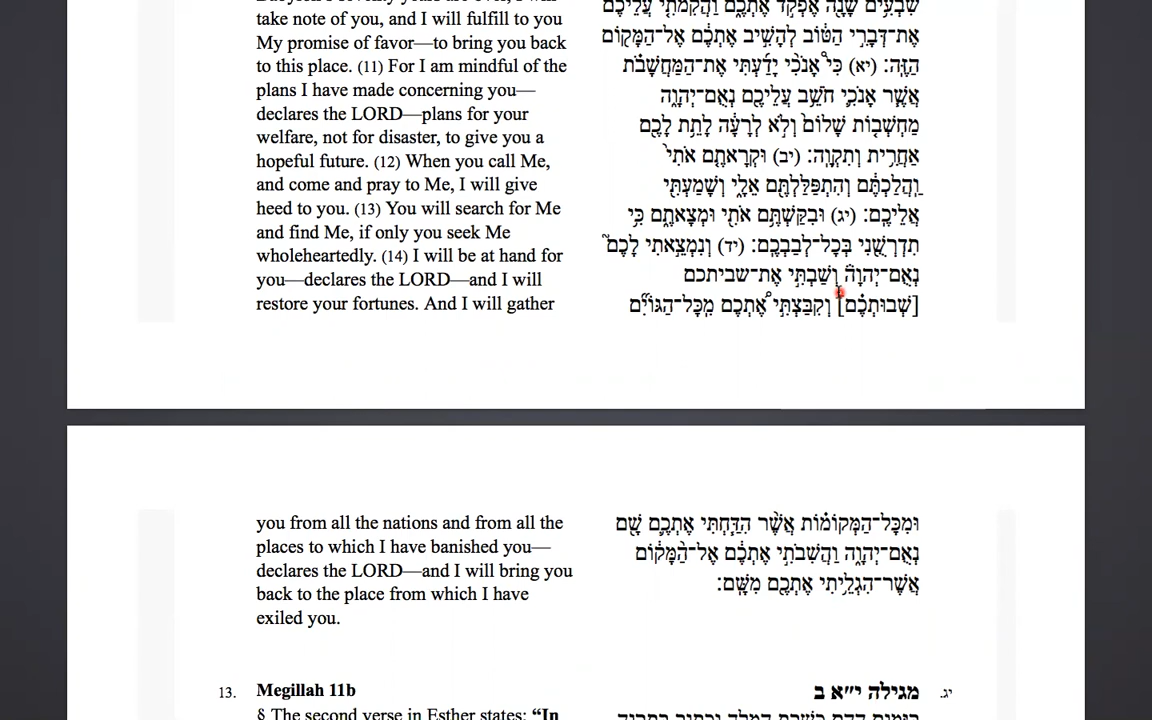 take note of you, and I will fulfill to you
My promise of favor—to bring you back
to this place. (11) For I am mindful of the
plans I have made concerning you—
declares the LORD—plans for your
welfare, not for disaster, to give you a
hopeful future. (12) When you call Me,
and come and pray to Me, I will give
heed to you. (13) You will search for Me
and find Me, if only you seek Me
wholeheartedly. (14) I will be at hand for
you—declares the LORD—and I will
restore your fortunes. And I will gather
שִׁבְעִ֥ים שָׁנָ֖ה אֶפְקֹ֣ד אֶתְכֶ֑ם וַהֲקִמֹתִ֤י עֲלֵיכֶם֙
אֶת־דְּבָרִ֣י הַטּ֔וֹב לְהָשִׁ֣יב אֶתְכֶ֔ם אֶל־הַמָּק֖וֹם
הַזֶּֽה׃ (יא) כִּי֩ אָנֹכִ֨י יָדַ֜עְתִּי אֶת־הַמַּחֲשָׁבֹ֗ת
אֲשֶׁ֧ר אָנֹכִ֛י חֹשֵׁ֥ב עֲלֵיכֶ֖ם נְאֻם־יְהוָ֑ה
מַחְשְׁב֤וֹת שָׁלוֹם֙ וְלֹ֣א לְרָעָ֔ה לָתֵ֥ת לָכֶ֖ם
אַחֲרִ֥ית וְתִקְוָֽה׃ (יב) וּקְרָאתֶ֤ם אֹתִי֙
וַֽהֲלַכְתֶּ֔ם וְהִתְפַּלַּלְתֶּ֖ם אֵלָ֑י וְשָׁמַעְתִּ֖י
אֲלֵיכֶֽם׃ (יג) וּבִקַּשְׁתֶּ֥ם אֹתִ֖י וּמְצָאתֶ֑ם כִּ֥י
תִדְרְשֻׁ֖נִי בְּכָל־לְבַבְכֶֽם׃ (יד) וְנִמְצֵ֣אתִי לָכֶם֮
נְאֻם־יְהוָה֒ וְשַׁבְתִּ֣י אֶת־שביתכם
[שְׁבוּתְכֶ֗ם] וְקִבַּצְתִּ֣י אֶ֠תְכֶם מִֽכָּל־הַגּוֹיִ֞ם
you from all the nations and from all the
places to which I have banished you—
declares the LORD—and I will bring you
back to the place from which I have
exiled you.
וּמִכָּל־הַמְּקוֹמ֗וֹת אֲשֶׁ֨ר הִדַּ֧חְתִּי אֶתְכֶ֛ם שָׁ֖ם
נְאֻם־יְהוָ֑ה וַהֲשִׁבֹתִ֣י אֶתְכֶ֔ם אֶל־הַ֨מָּק֔וֹם
אֲשֶׁר־הִגְלֵ֥יתִי אֶתְכֶ֖ם מִשָּֽׁם׃
13. Megillah 11b
§ The second verse in Esther states: “In
יג. מגילה י״א ב